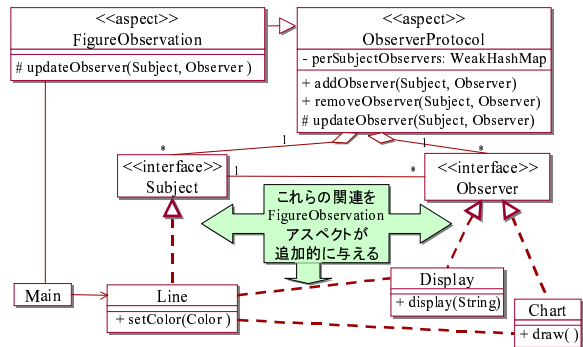 <<aspect>>
FigureObservation
# updateObserver(Subject, Observer )
<<aspect>>
ObserverProtocol
- perSubjectObservers: WeakHashMap
+ addObserver(Subject, Observer)
+ removeObserver(Subject, Observer)
# updateObserver(Subject, Observer)
1
1
*
*
<<interface>>
Subject
1
*
<<interface>>
Observer
これらの関連を
FigureObservation
アスペクトが
追加的に与える
Main
Line
+ setColor(Color )
Display
+ display(String)
Chart
+ draw( )